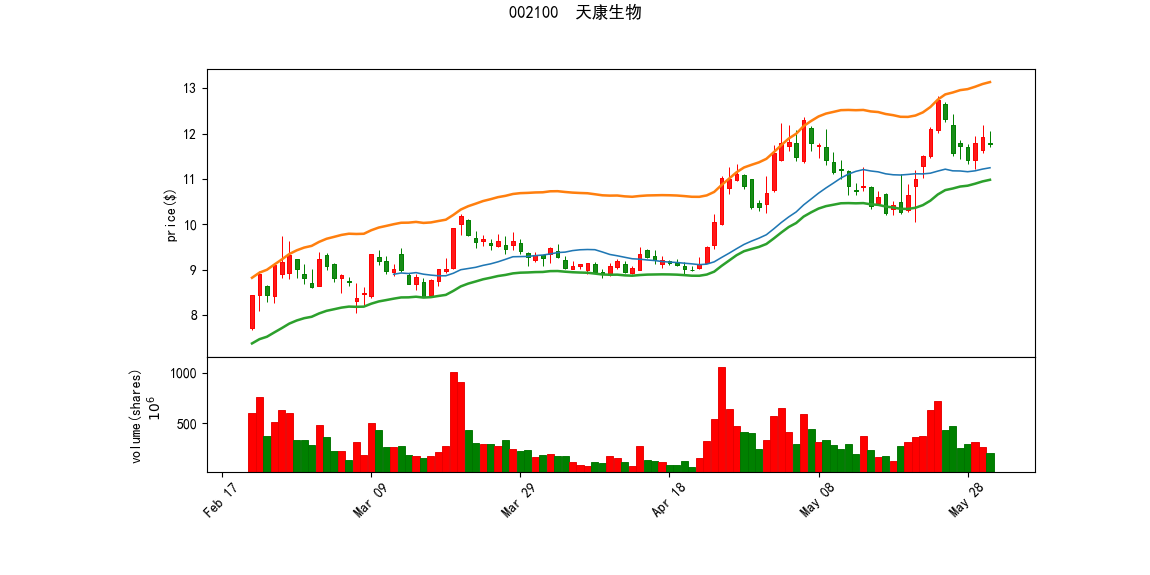 002100  天康生物
price($)
13
12
11
10
9
8
volume(shares)
10^6
1000
500
Feb 17
Mar 09
Mar 29
Apr 18
May 08
May 28